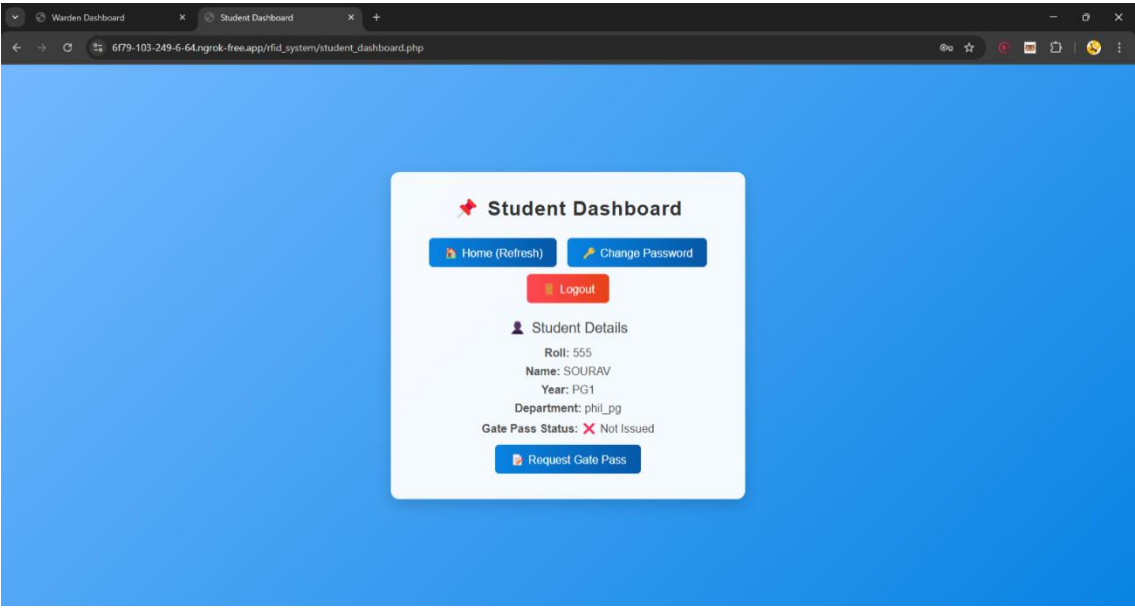 Warden Dashboard
Student Dashboard
6f79-103-249-6-64.ngrok-free.app/rfid_system/student_dashboard.php
Student Dashboard
Home (Refresh)
Change Password
Logout
Student Details
Roll: 555
Name: SOURAV
Year: PG1
Department: phil_pg
Gate Pass Status: ❌ Not Issued
Request Gate Pass